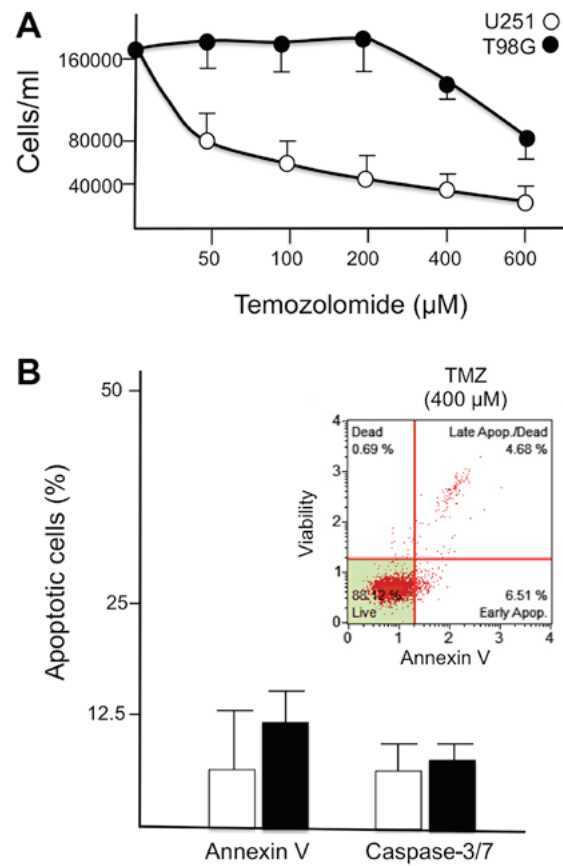 A
U251
T98G
Cells/ml
160000
80000
40000
50 100 200 400 600
Temozolomide (µM)
B
Apoptotic cells (%)
50
25
12.5
TMZ
(400 µM)
Viability
4
3
2
1
0
Dead
0.69 %
Late Apop./Dead
4.68 %
88.12 %
Live
6.51 %
Early Apop.
0 1 2 3 4
Annexin V
Annexin V Caspase-3/7